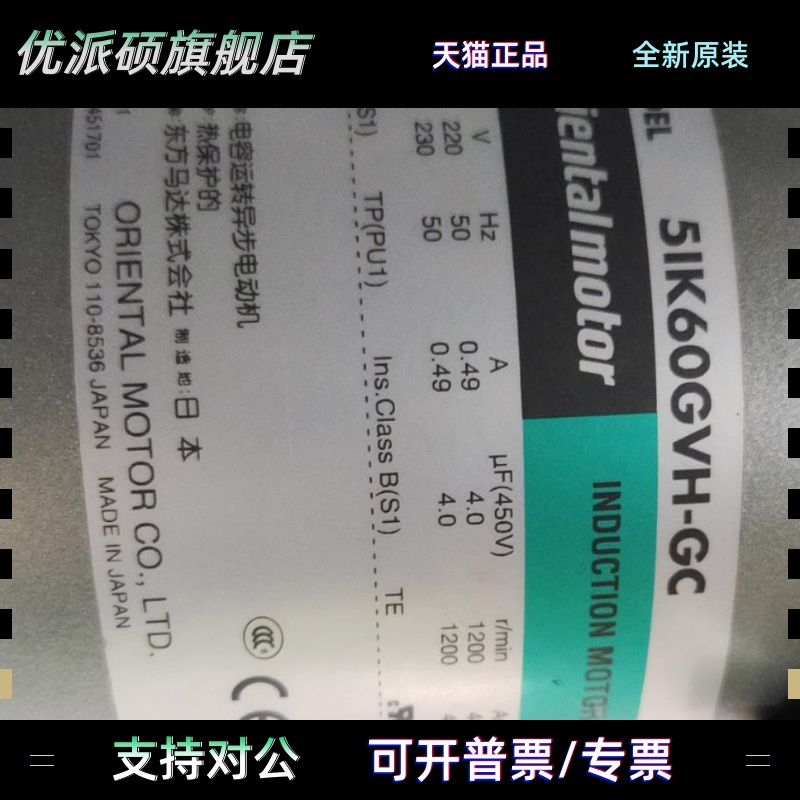 优派硕旗舰店
天猫正品
全新原装
DEL 5IK60GVH-GC
ientalmotor INDUCTION MOTOR
V Hz A μF(450V) r/min
220 50 0.49 4.0 1200
230 50 0.49 4.0 1200
S1) TP(PU1) Ins.Class B(S1) TE
电容运转异步电动机
热保护的
东方马达株式会社 制造地:日本
ORIENTAL MOTOR CO., LTD.
451701 TOKYO 110-8536 JAPAN MADE IN JAPAN
支持对公
可开普票/专票